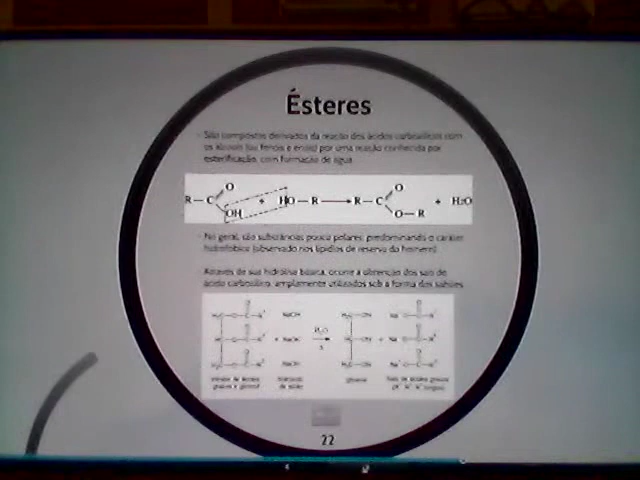 Ésteres
São compostos derivados da reação dos ácidos carboxílicos com
os álcoois (ou fenóis e enóis) por uma reação conhecida por
esterificação, com formação de água.
R — C O OH + HO — R → R — C O O — R + H2O
No geral, são substâncias pouco polares, predominando o caráter
hidrofóbico (observado nos lipídios de reserva do homem).
Através de sua hidrólise básica, ocorre a obtenção dos sais de
ácido carboxílico, amplamente utilizados sob a forma dos sabões.
NaOH
+ NaOH H2O
NaOH
22